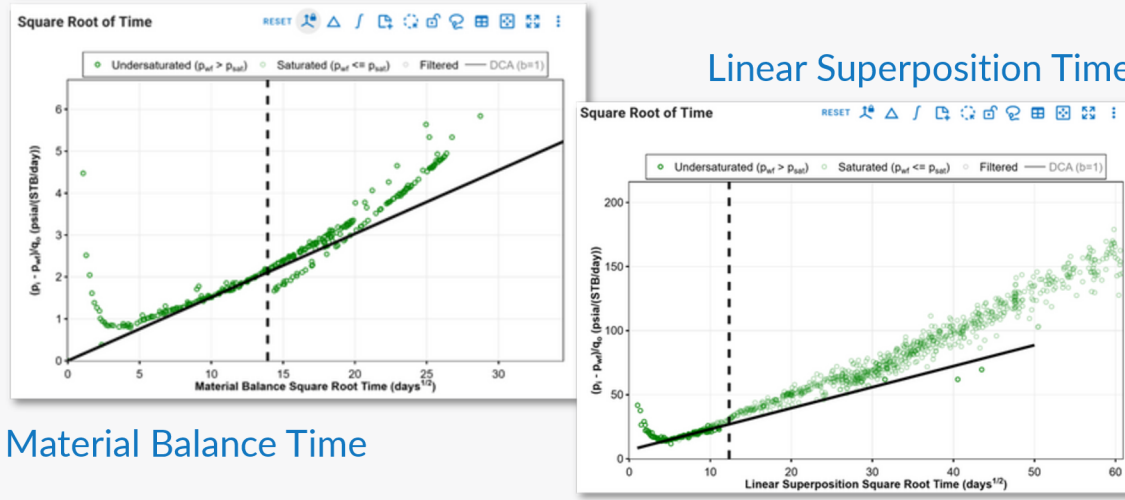 Square Root of Time
RESET
Undersaturated (pwf > psat) Saturated (pwf <= psat) Filtered DCA (b=1)
(pi - pwf)/qo (psia/(STB/day))
6
5
4
3
2
1
0
0 5 10 15 20 25 30
Material Balance Square Root Time (days1/2)
Material Balance Time
Linear Superposition Time
Square Root of Time
RESET
Undersaturated (pwf > psat) Saturated (pwf <= psat) Filtered DCA (b=1)
(pi - pwf)/qo (psia/(STB/day))
200
150
100
50
0
0 10 20 30 40 50 60
Linear Superposition Square Root Time (days1/2)